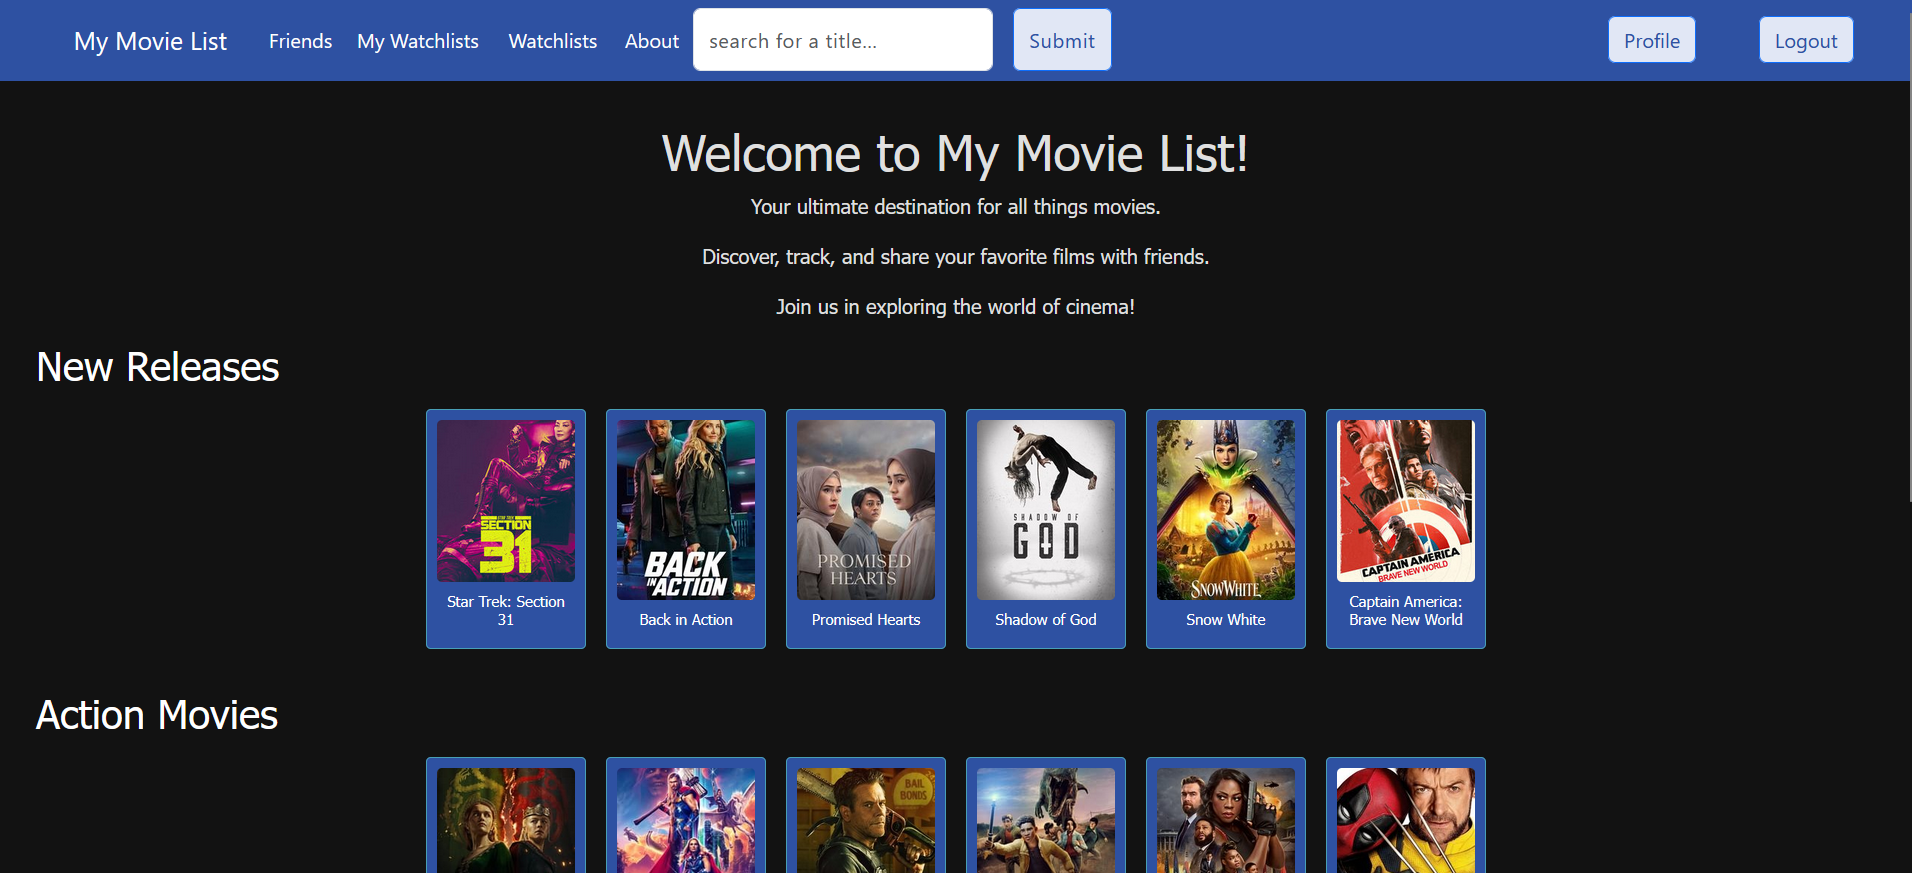 My Movie List Friends My Watchlists Watchlists About search for a title... Submit Profile Logout
Welcome to My Movie List!
Your ultimate destination for all things movies.
Discover, track, and share your favorite films with friends.
Join us in exploring the world of cinema!
New Releases
STAR TREK
SECTION
31
Star Trek: Section
31
BACK
IN ACTION
Back in Action
PROMISED
HEARTS
Promised Hearts
SHADOW OF
GOD
Shadow of God
SNOW WHITE
Snow White
CAPTAIN AMERICA
BRAVE NEW WORLD
Captain America:
Brave New World
Action Movies
BAIL
BONDS